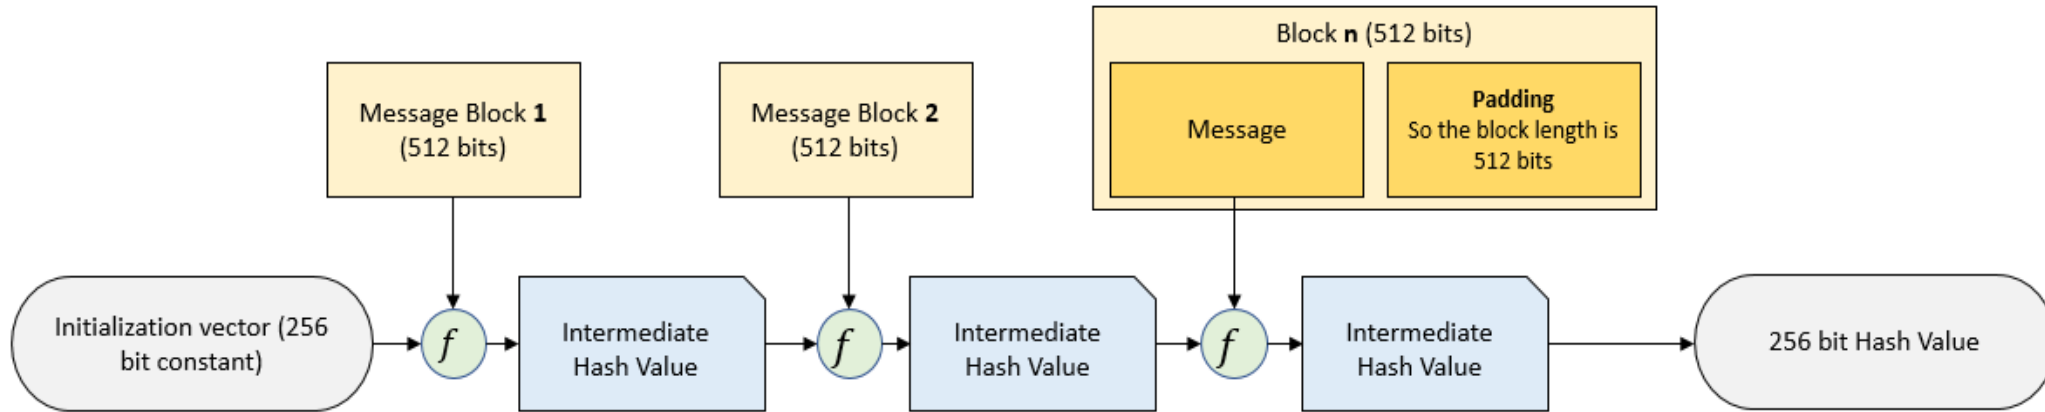 Block n (512 bits)
Message Block 1
(512 bits)
Message Block 2
(512 bits)
Message
Padding
So the block length is
512 bits
Initialization vector (256
bit constant)
f
Intermediate
Hash Value
f
Intermediate
Hash Value
f
Intermediate
Hash Value
256 bit Hash Value